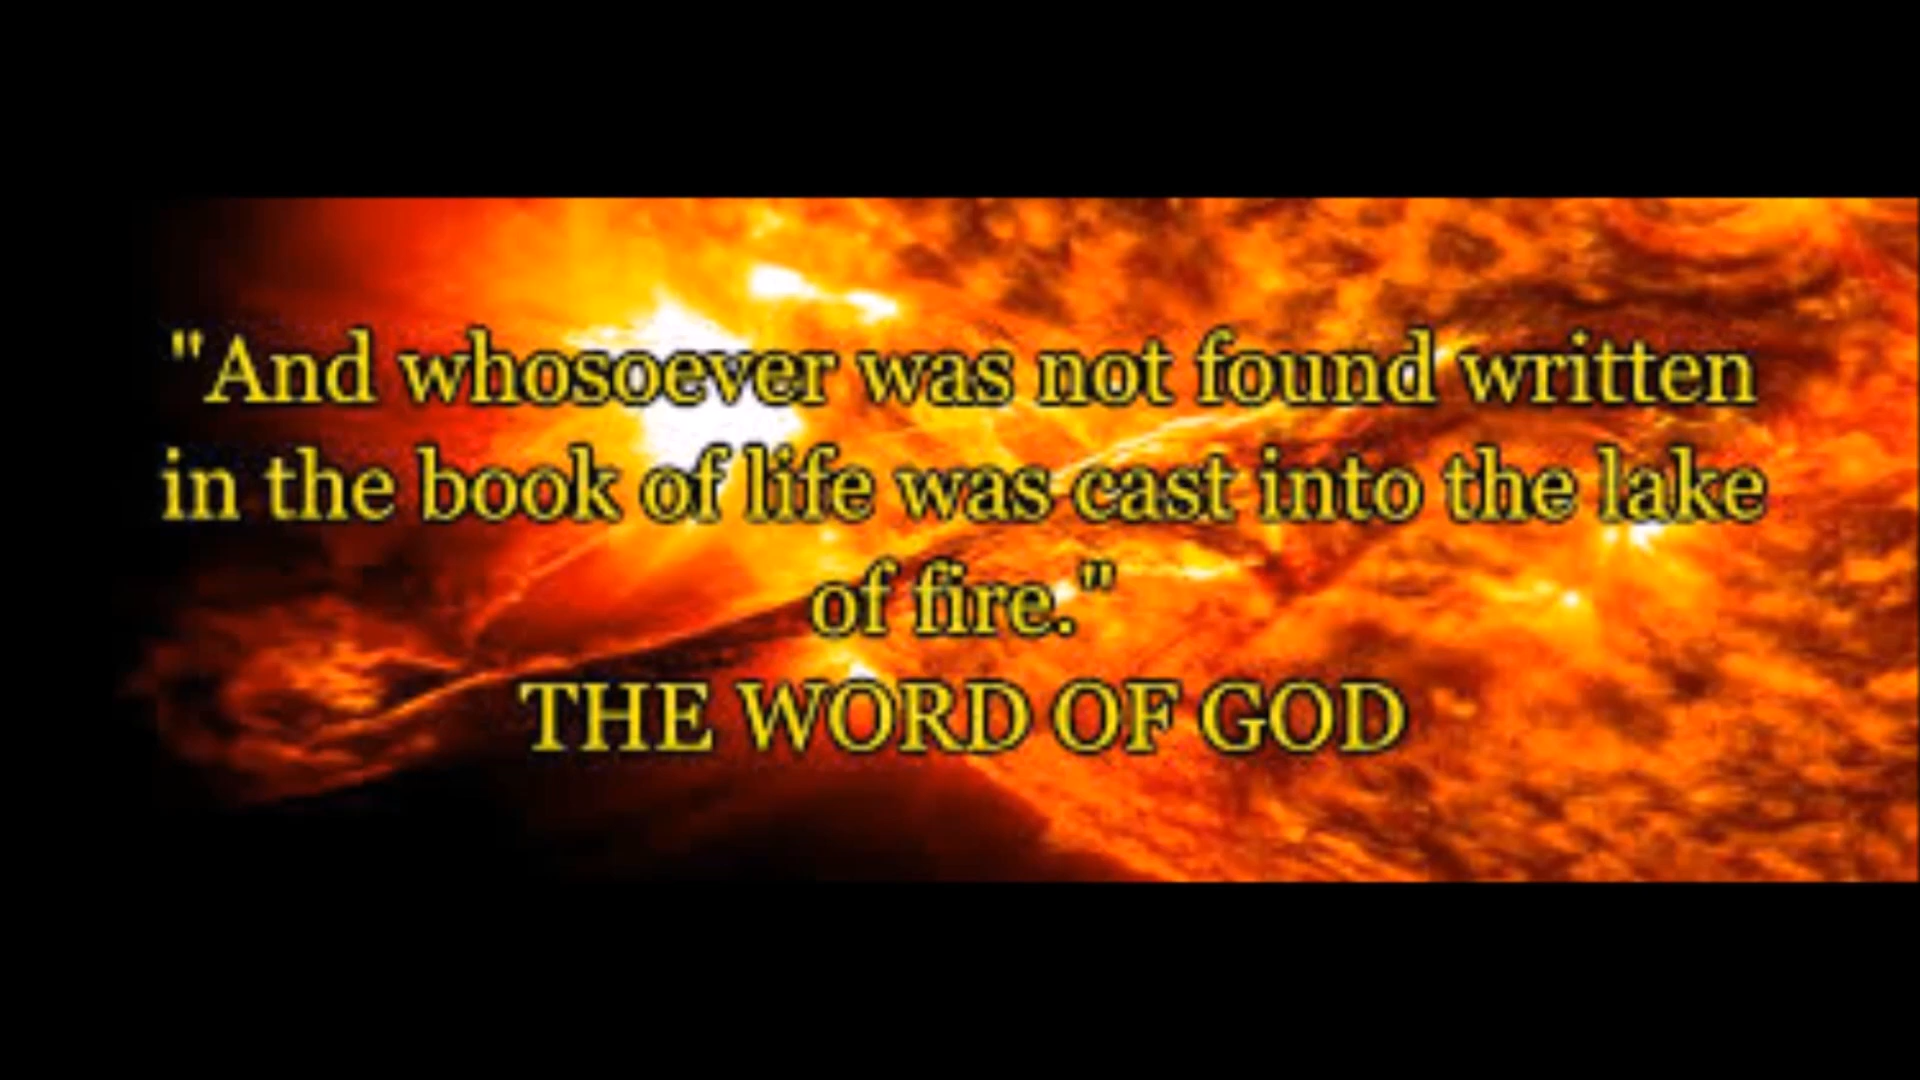 "And whosoever was not found written
in the book of life was cast into the lake
of fire."
THE WORD OF GOD